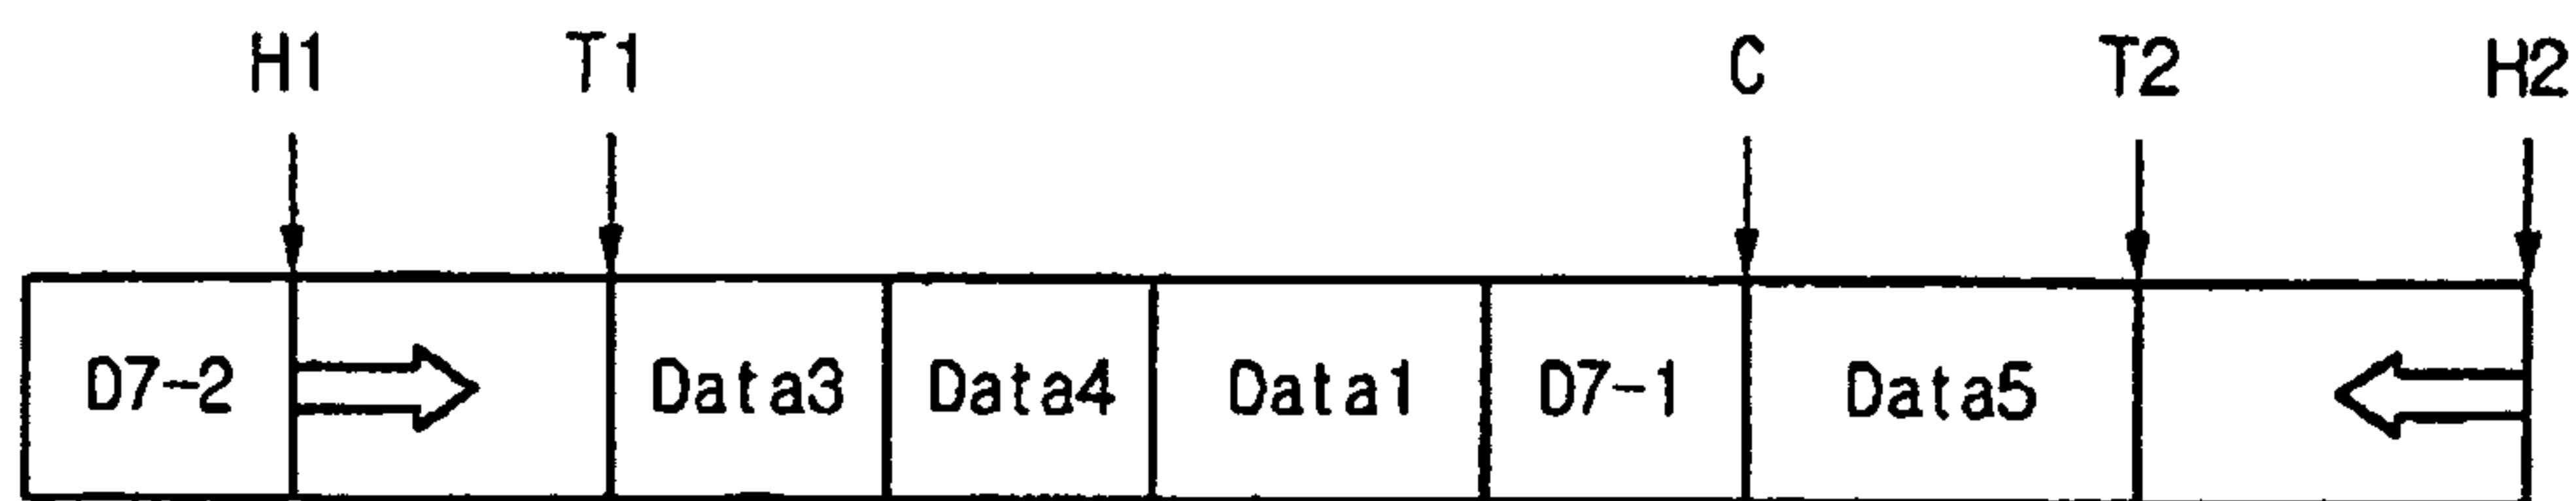 H1 T1 C T2 H2
D7-2 Data3 Data4 Data1 D7-1 Data5